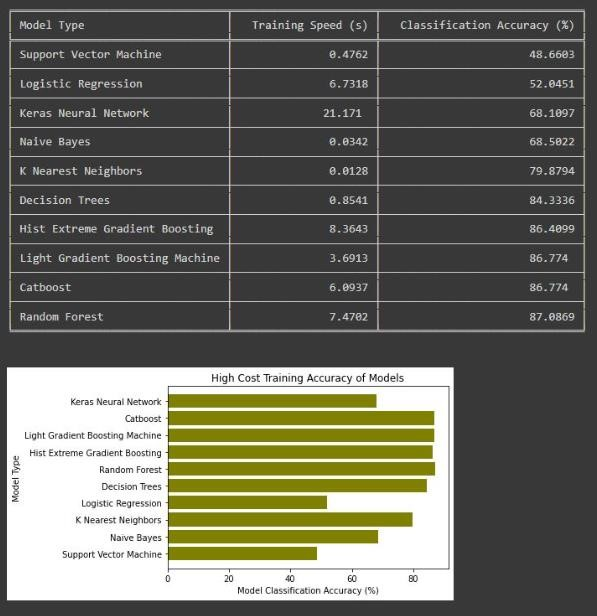 Model Type Training Speed (s) Classification Accuracy (%)
Support Vector Machine 0.4762 48.6603
Logistic Regression 6.7318 52.0451
Keras Neural Network 21.171 68.1097
Naive Bayes 0.0342 68.5022
K Nearest Neighbors 0.0128 79.8794
Decision Trees 0.8541 84.3336
Hist Extreme Gradient Boosting 8.3643 86.4099
Light Gradient Boosting Machine 3.6913 86.774
Catboost 6.0937 86.774
Random Forest 7.4702 87.0869
High Cost Training Accuracy of Models
Model Type
Keras Neural Network
Catboost
Light Gradient Boosting Machine
Hist Extreme Gradient Boosting
Random Forest
Decision Trees
Logistic Regression
K Nearest Neighbors
Naive Bayes
Support Vector Machine
0 20 40 60 80
Model Classification Accuracy (%)